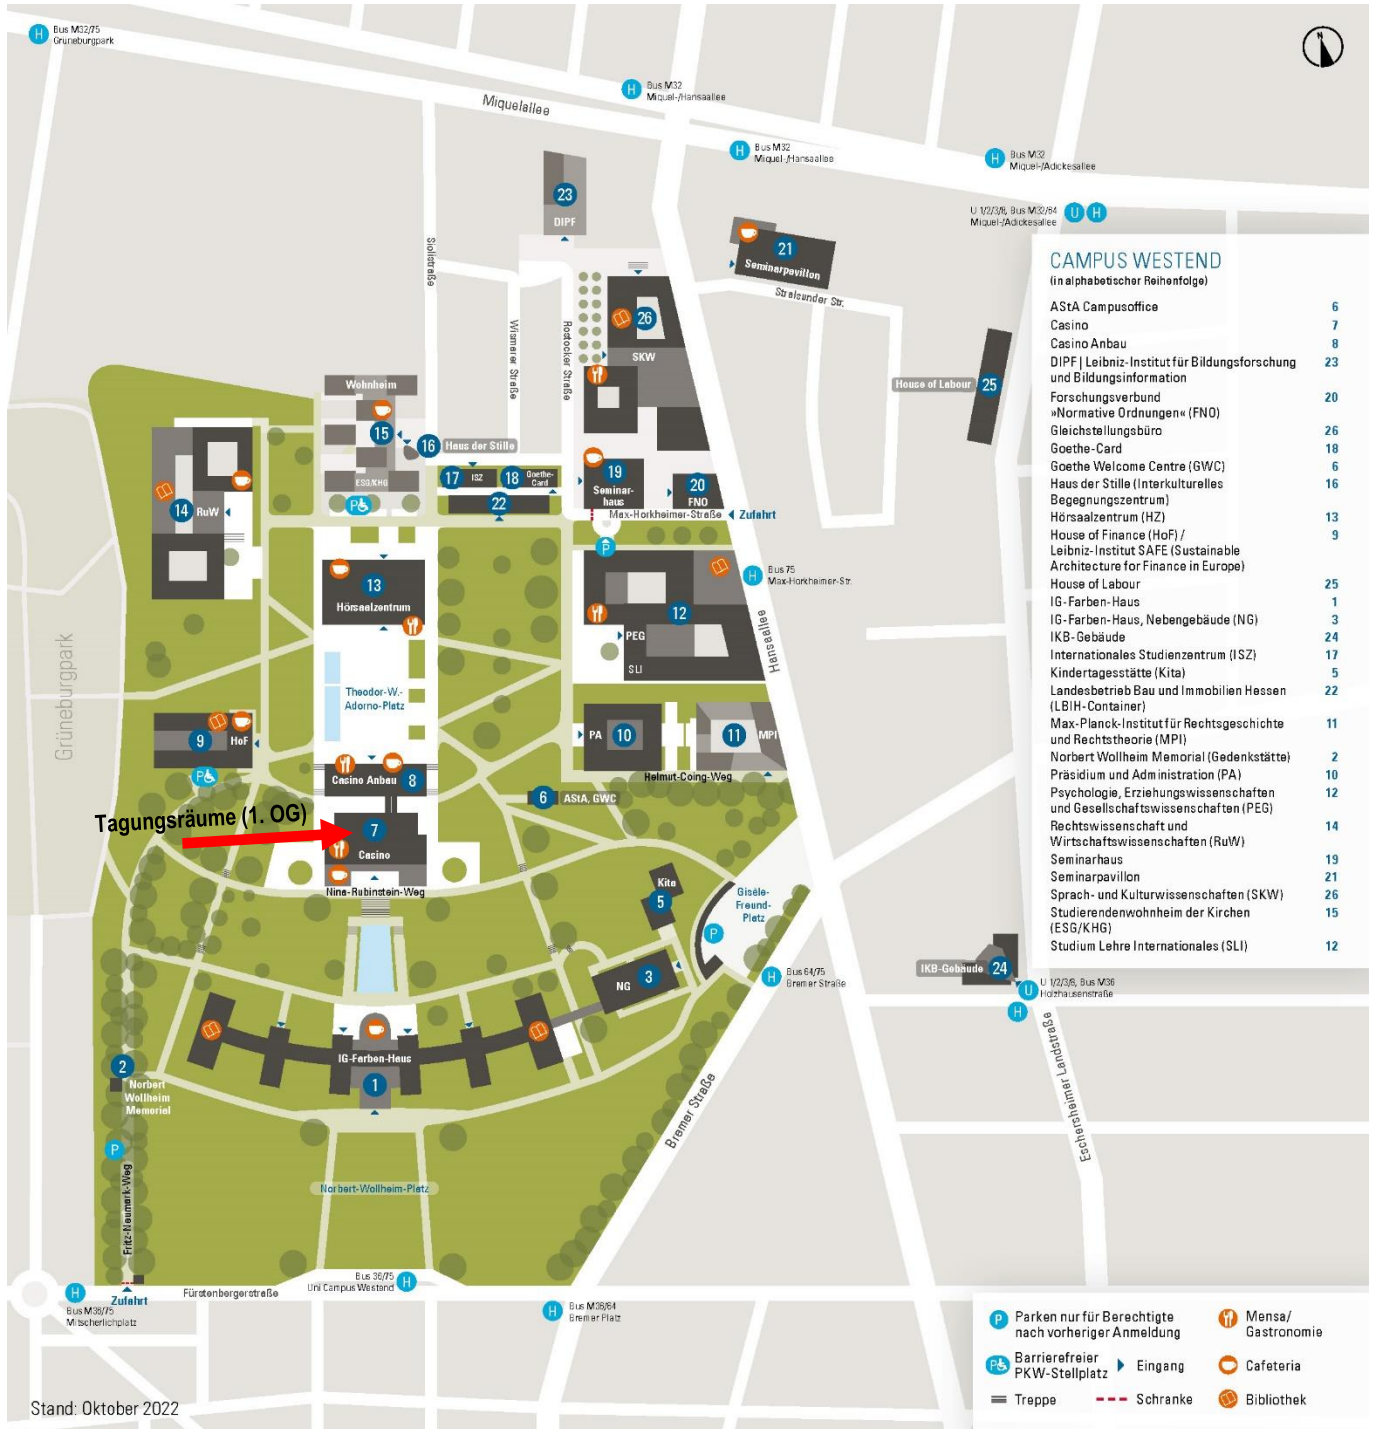 Bus M32/75
Grüneburgpark
N
Bus M32
Miquel-/Hansaallee
Miquelallee
H
Bus M32
Miquel-/Hansaallee
H
Bus M32
Miquel-/Adickesallee
U 1/2/3/8, Bus M32/64
Miquel-/Adickesallee
U H
23
DIPF
Siolistraße
21
Seminarpavillon
Stralsunder Str.
26
SKW
Wismarer Straße
Rostocker Straße
House of Labour 25
Wohnheim
15
16 Haus der Stille
ESG/KHG
17 ISZ
18 Goethe-
Card
22
19
Seminar-
haus
20
FNO
Max-Horkheimer-Straße
Zufahrt
14 RuW
P
P
13
Hörsaalzentrum
H
Bus 75
Max-Horkheimer-Str.
12
PEG
SLI
Hansaallee
Grüneburgpark
Theodor-W.-
Adorno-Platz
9 HoF
P
PA 10
11 MPI
Helmut-Coing-Weg
Casino Anbau 8
6 AStA, GWC
Tagungsräume (1. OG)
7
Casino
Nina-Rubinstein-Weg
Kita
5
Gisèle-
Freund-
Platz
P
3
NG
H
Bus 64/75
Bremer Straße
IKB-Gebäude 24
U
U 1/2/3/8, Bus M36
Holzhausenstraße
H
IG-Farben-Haus
1
2
Norbert
Wollheim
Memorial
P
Fritz-Neumark-Weg
Bremer Straße
Eschersheimer Landstraße
Norbert-Wollheim-Platz
Bus 36/75
Uni Campus Westend
H
H
Zufahrt
Bus M36/75
Mitscherlichplatz
Fürstenbergerstraße
H
Bus M36/64
Bremer Platz
Stand: Oktober 2022
CAMPUS WESTEND
(in alphabetischer Reihenfolge)
AStA Campusoffice 6
Casino 7
Casino Anbau 8
DIPF | Leibniz-Institut für Bildungsforschung 23
und Bildungsinformation
Forschungsverbund 20
»Normative Ordnungen« (FNO)
Gleichstellungsbüro 26
Goethe-Card 18
Goethe Welcome Centre (GWC) 6
Haus der Stille (Interkulturelles 16
Begegnungszentrum)
Hörsaalzentrum (HZ) 13
House of Finance (HoF) / 9
Leibniz-Institut SAFE (Sustainable
Architecture for Finance in Europe)
House of Labour 25
IG-Farben-Haus 1
IG-Farben-Haus, Nebengebäude (NG) 3
IKB-Gebäude 24
Internationales Studienzentrum (ISZ) 17
Kindertagesstätte (Kita) 5
Landesbetrieb Bau und Immobilien Hessen 22
(LBIH-Container)
Max-Planck-Institut für Rechtsgeschichte 11
und Rechtstheorie (MPI)
Norbert Wollheim Memorial (Gedenkstätte) 2
Präsidium und Administration (PA) 10
Psychologie, Erziehungswissenschaften 12
und Gesellschaftswissenschaften (PEG)
Rechtswissenschaft und 14
Wirtschaftswissenschaften (RuW)
Seminarhaus 19
Seminarpavillon 21
Sprach- und Kulturwissenschaften (SKW) 26
Studierendenwohnheim der Kirchen 15
(ESG/KHG)
Studium Lehre Internationales (SLI) 12
P Parken nur für Berechtigte
nach vorheriger Anmeldung
Mensa/
Gastronomie
P Barrierefreier
PKW-Stellplatz
Eingang
Cafeteria
Treppe
Schranke
Bibliothek